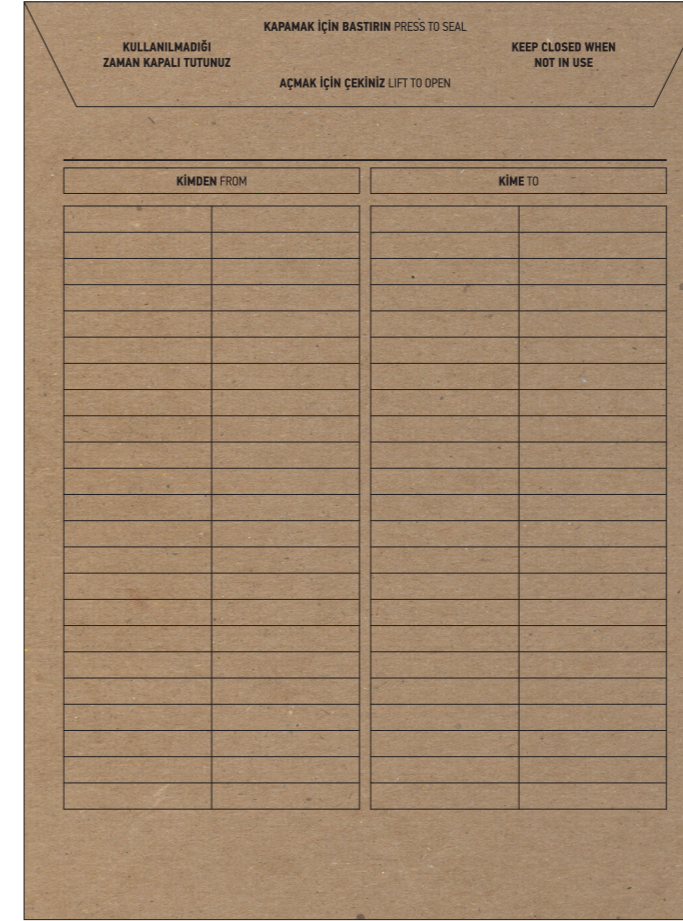 KAPAMAK İÇİN BASTIRIN PRESS TO SEAL
KULLANILMADIĞI
ZAMAN KAPALI TUTUNUZ
KEEP CLOSED WHEN
NOT IN USE
AÇMAK İÇİN ÇEKİNİZ LIFT TO OPEN
KİMDEN FROM
KİME TO